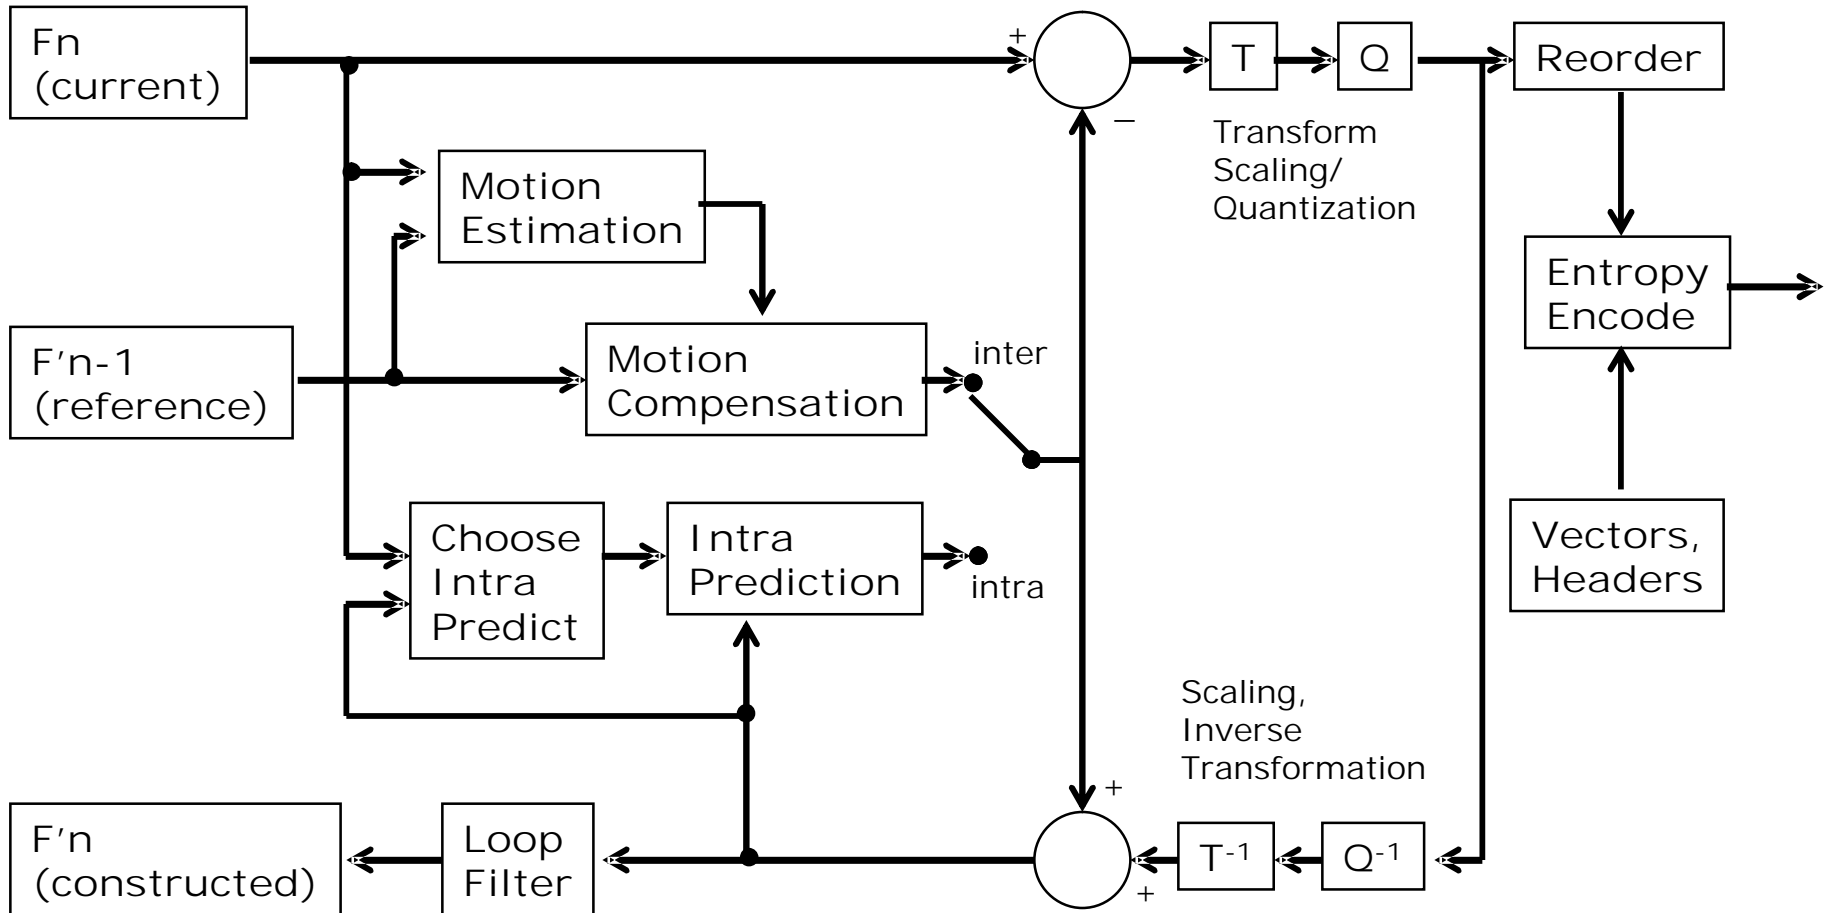 Fn
(current)
+
T
Q
Reorder
−
Transform
Scaling/
Quantization
Motion
Estimation
Entropy
Encode
F'n-1
(reference)
Motion
Compensation
inter
Choose
Intra
Predict
Intra
Prediction
intra
Vectors,
Headers
Scaling,
Inverse
Transformation
+
F'n
(constructed)
Loop
Filter
+
T-1
Q-1